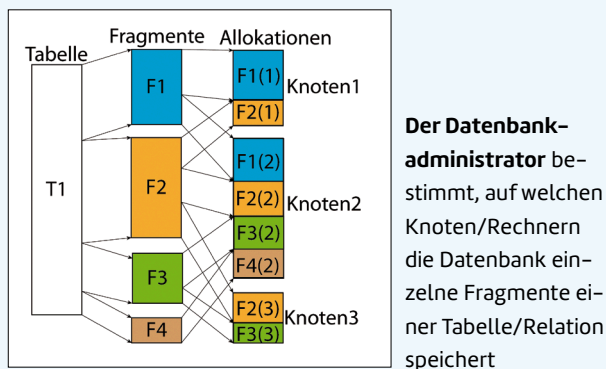 Tabelle
Fragmente
Allokationen
T1
F1
F2
F3
F4
F1(1)
F2(1)
Knoten1
F1(2)
F2(2)
F3(2)
F4(2)
Knoten2
F2(3)
F3(3)
Knoten3
Der Datenbank-
administrator be-
stimmt, auf welchen
Knoten/Rechnern
die Datenbank ein-
zelne Fragmente ei-
ner Tabelle/Relation
speichert